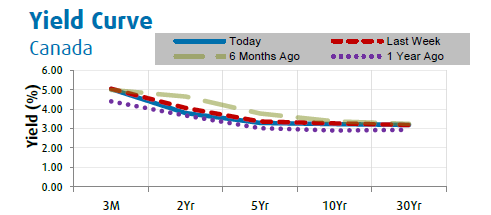 Yield Curve
Canada
Today
Last Week
6 Months Ago
1 Year Ago
Yield (%)
6.00
5.00
4.00
3.00
2.00
1.00
0.00
3M 2Yr 5Yr 10Yr 30Yr